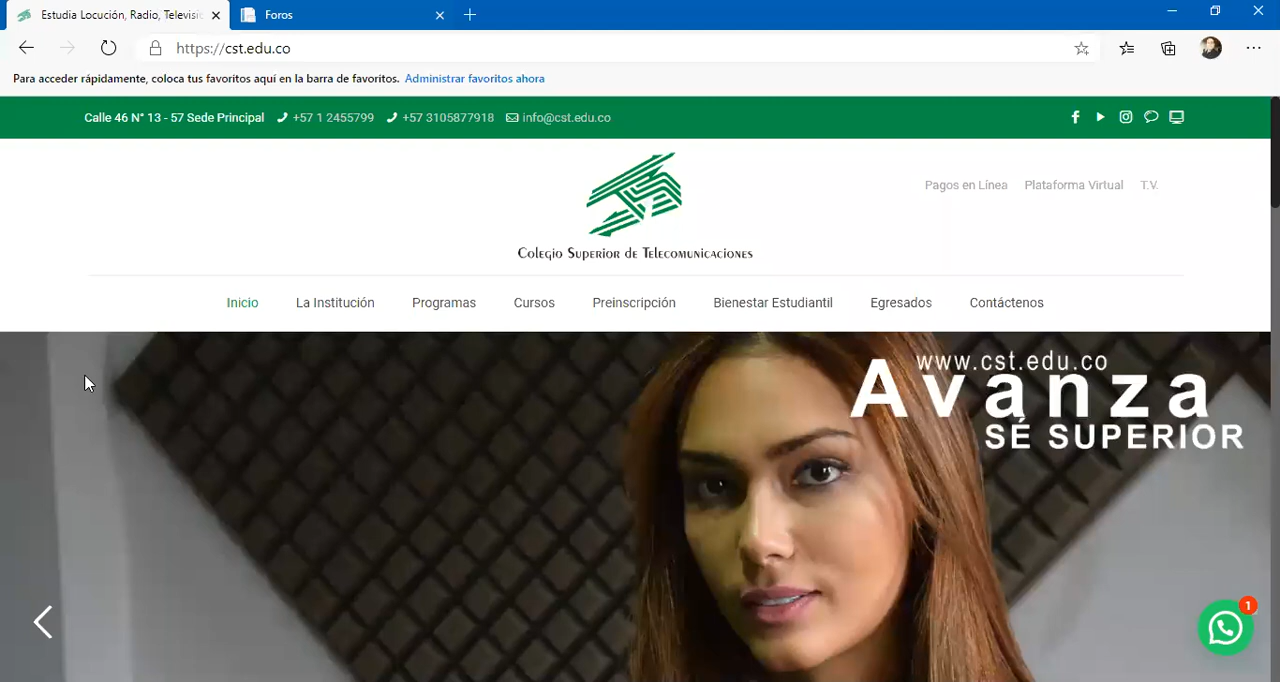 Estudia Locución, Radio, Televisi
Foros
https://cst.edu.co
Para acceder rápidamente, coloca tus favoritos aquí en la barra de favoritos. Administrar favoritos ahora
Calle 46 N° 13 - 57 Sede Principal +57 1 2455799 +57 3105877918 info@cst.edu.co
Pagos en Línea Plataforma Virtual T.V.
Colegio Superior de Telecomunicaciones
Inicio La Institución Programas Cursos Preinscripción Bienestar Estudiantil Egresados Contáctenos
www.cst.edu.co
Avanza
SÉ SUPERIOR
1